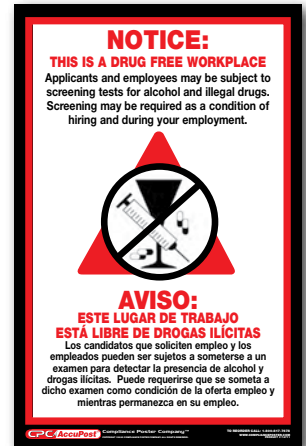 NOTICE:
THIS IS A DRUG FREE WORKPLACE
Applicants and employees may be subject to
screening tests for alcohol and illegal drugs.
Screening may be required as a condition of
hiring and during your employment.
AVISO:
ESTE LUGAR DE TRABAJO
ESTÁ LIBRE DE DROGAS ILÍCITAS
Los candidatos que soliciten empleo y los
empleados pueden ser sujetos a someterse a un
examen para detectar la presencia de alcohol y
drogas ilícitas. Puede requerirse que se someta a
dicho examen como condición de la oferta empleo y
mientras permanezca en su empleo.
CPC AccuPost Compliance Poster Company